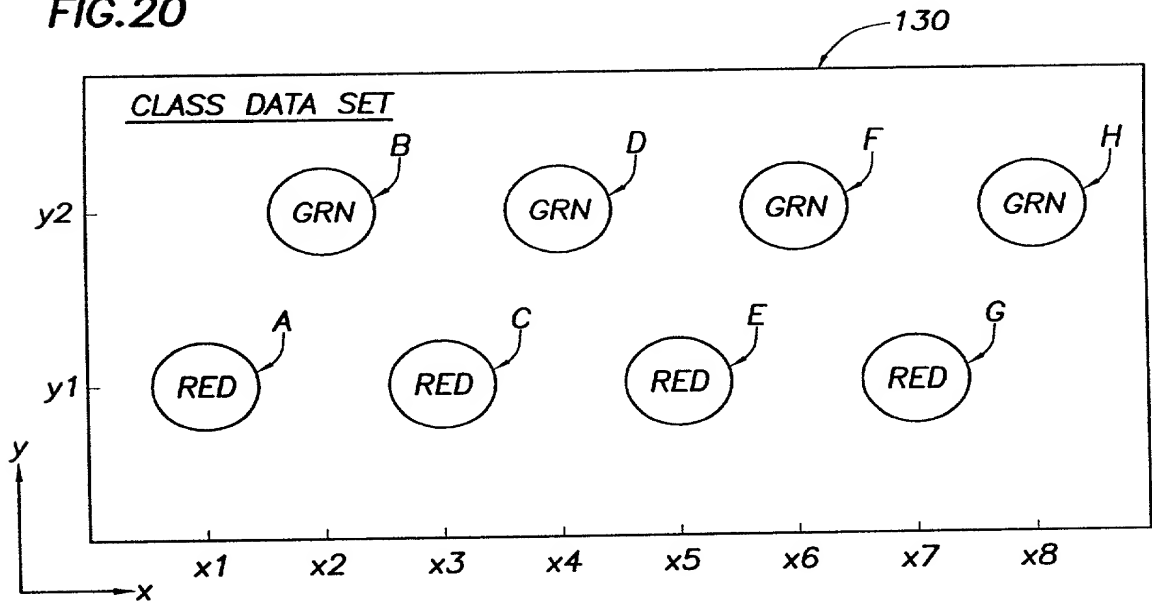 FIG.20
130
CLASS DATA SET
B D F H
y2 GRN GRN GRN GRN
A C E G
y1 RED RED RED RED
y
x1 x2 x3 x4 x5 x6 x7 x8
x